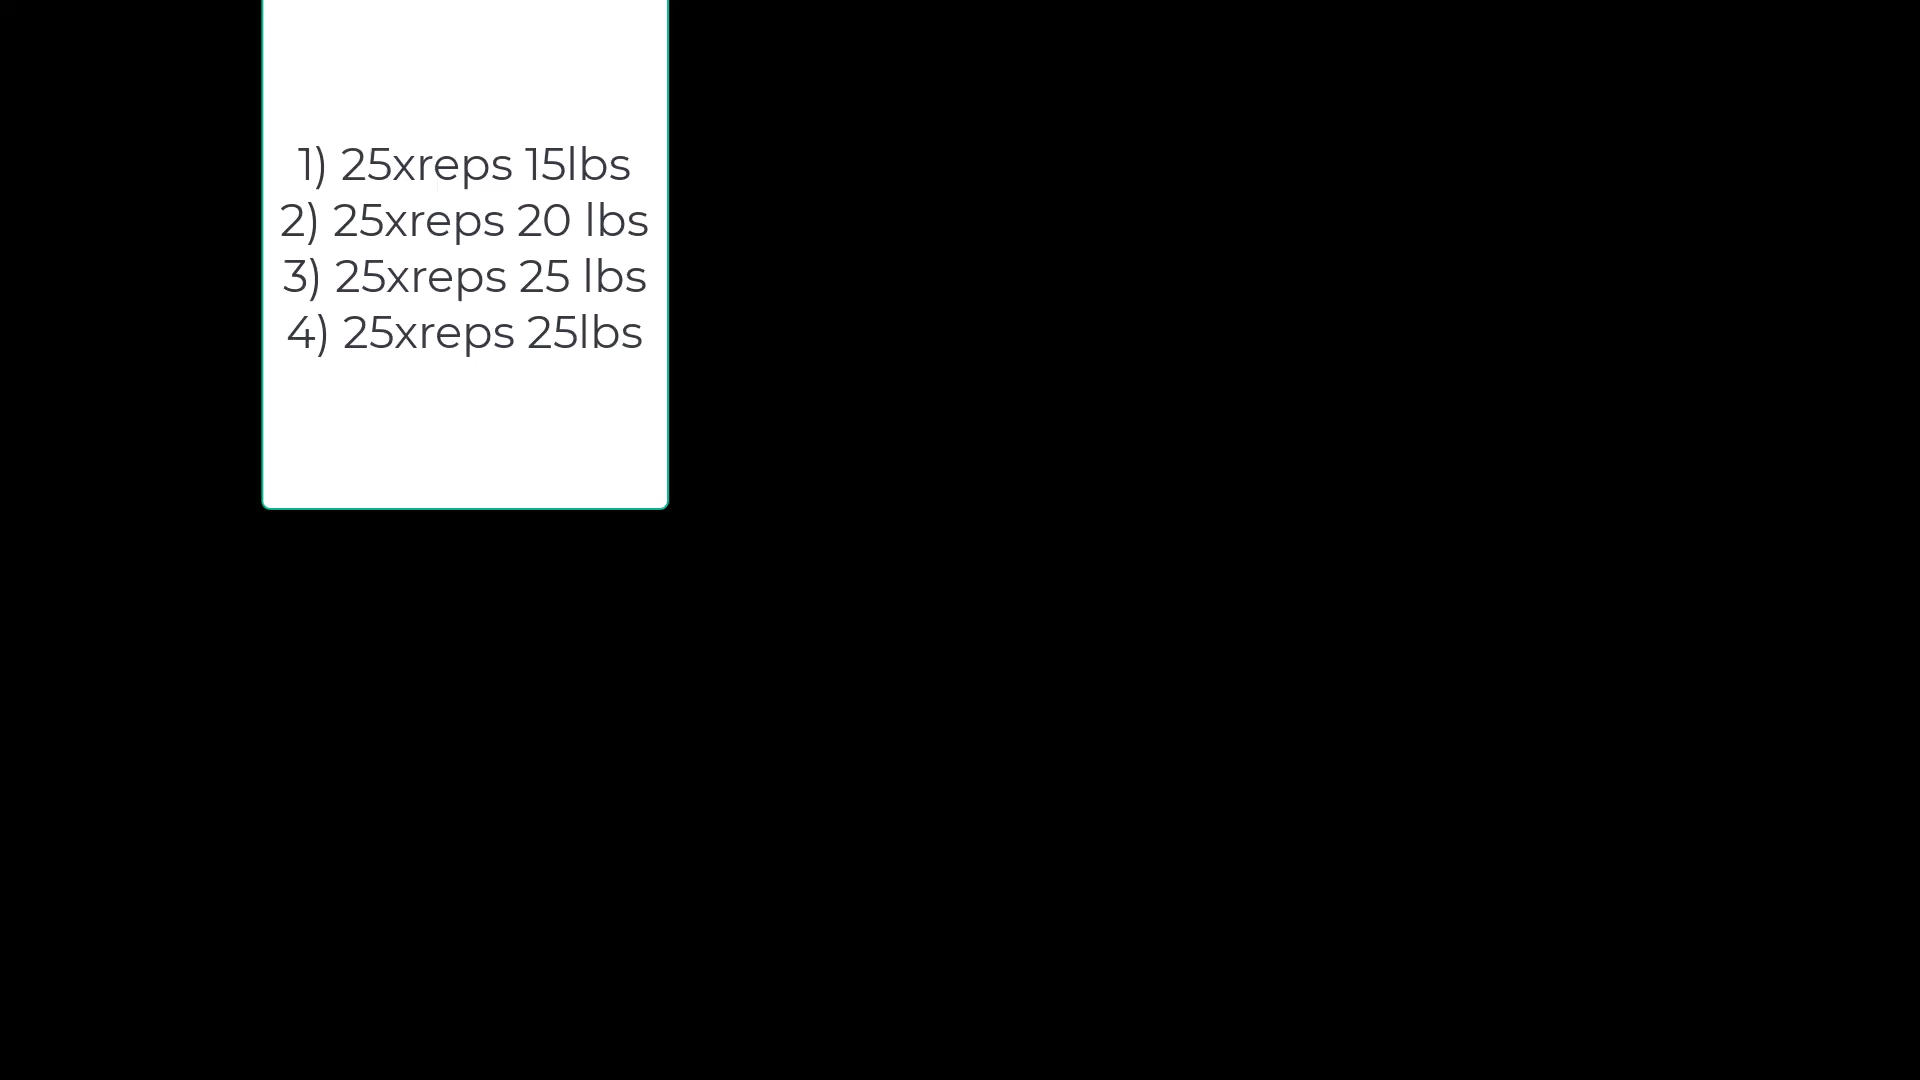 1) 25xreps 15lbs
2) 25xreps 20 lbs
3) 25xreps 25 lbs
4) 25xreps 25lbs